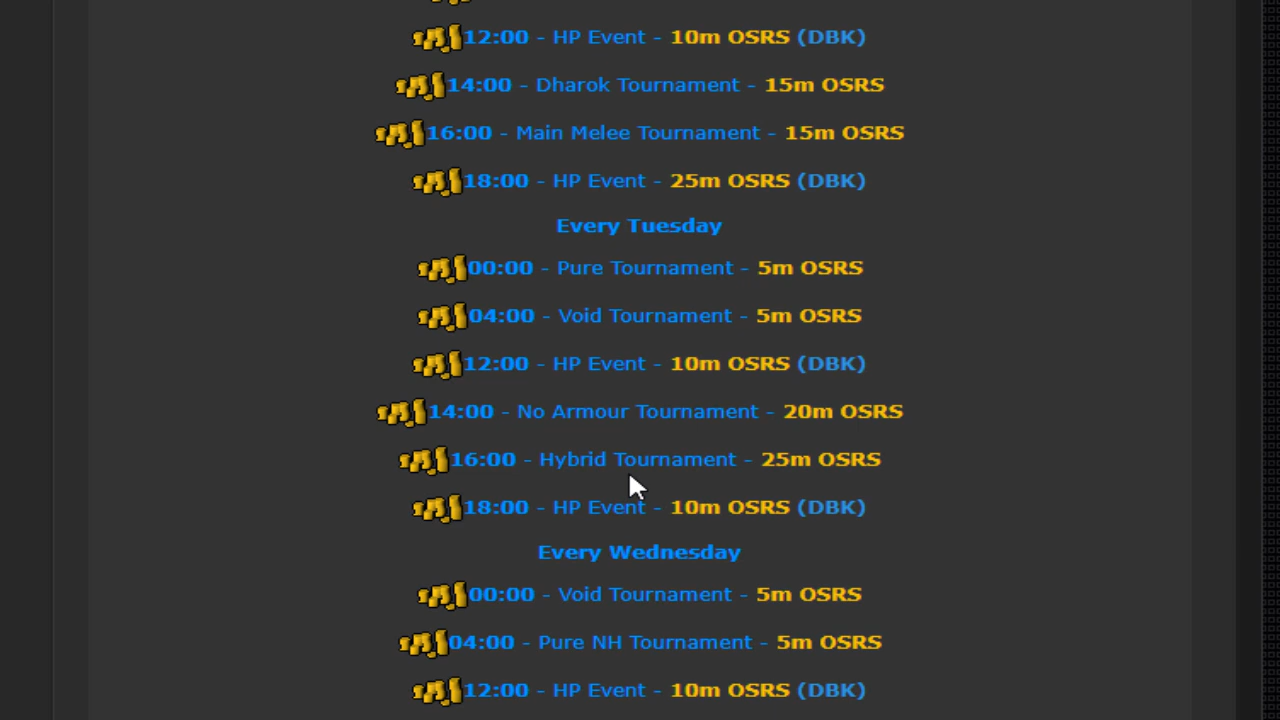 12:00 - HP Event - 10m OSRS (DBK)
14:00 - Dharok Tournament - 15m OSRS
16:00 - Main Melee Tournament - 15m OSRS
18:00 - HP Event - 25m OSRS (DBK)
Every Tuesday
00:00 - Pure Tournament - 5m OSRS
04:00 - Void Tournament - 5m OSRS
12:00 - HP Event - 10m OSRS (DBK)
14:00 - No Armour Tournament - 20m OSRS
16:00 - Hybrid Tournament - 25m OSRS
18:00 - HP Event - 10m OSRS (DBK)
Every Wednesday
00:00 - Void Tournament - 5m OSRS
04:00 - Pure NH Tournament - 5m OSRS
12:00 - HP Event - 10m OSRS (DBK)